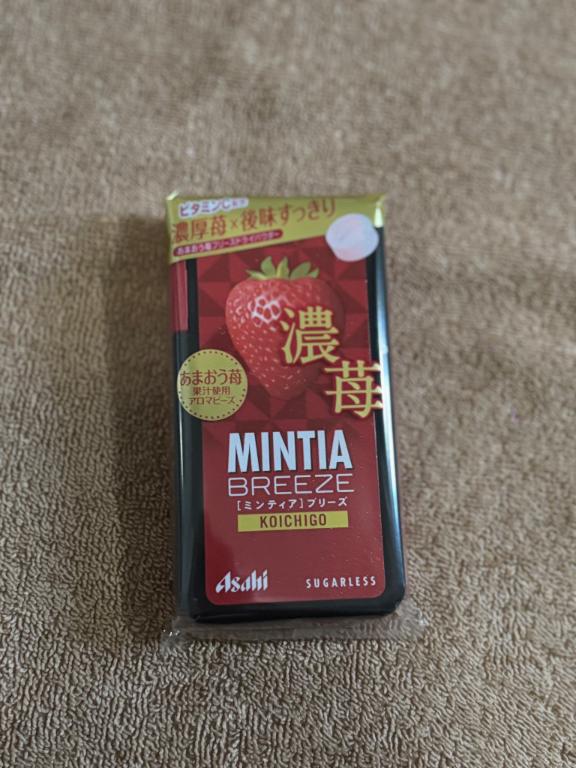 ビタミンC配合
濃厚苺×後味すっきり
あまおう苺フリーズドライパウダー
濃
苺
あまおう苺
果汁使用
アロマビーズ
MINTIA
BREEZE
[ミンティア]ブリーズ
KOICHIGO
Asahi
SUGARLESS